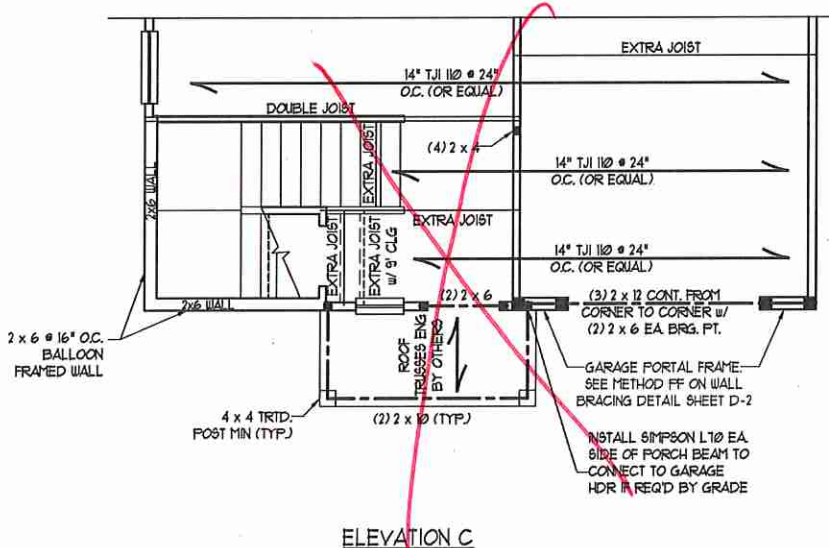 EXTRA JOIST
14" TJI 110 @ 24"
O.C. (OR EQUAL)
DOUBLE JOIST
(4) 2 x 4
EXTRA JOIST
14" TJI 110 @ 24"
O.C. (OR EQUAL)
2x6 WALL
EXTRA JOIST
14" TJI 110 @ 24"
O.C. (OR EQUAL)
EXTRA JOIST
EXTRA JOIST
w/ 9' CLG
2x6 WALL
(2) 2 x 6
(3) 2 x 12 CONT. FROM
CORNER TO CORNER w/
(2) 2 x 6 EA. BRG. PT.
2 x 6 @ 16" O.C.
BALLOON
FRAMED WALL
ROOF
TRUSSES ENG
BY OTHERS
GARAGE PORTAL FRAME.
SEE METHOD PF ON WALL
BRACING DETAIL SHEET D-2
4 x 4 TRTD.
POST MIN (TYP.)
(2) 2 x 10 (TYP.)
INSTALL SIMPSON L70 EA.
SIDE OF PORCH BEAM TO
CONNECT TO GARAGE
HDR IF REQ'D BY GRADE
ELEVATION C